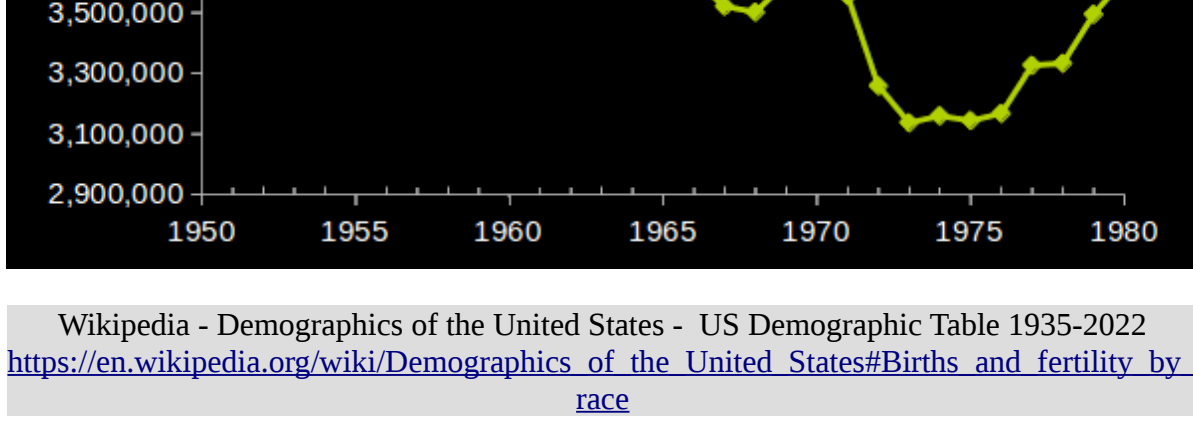 3,500,000
3,300,000
3,100,000
2,900,000
1950 1955 1960 1965 1970 1975 1980
Wikipedia - Demographics of the United States - US Demographic Table 1935-2022
https://en.wikipedia.org/wiki/Demographics_of_the_United_States#Births_and_fertility_by_
race